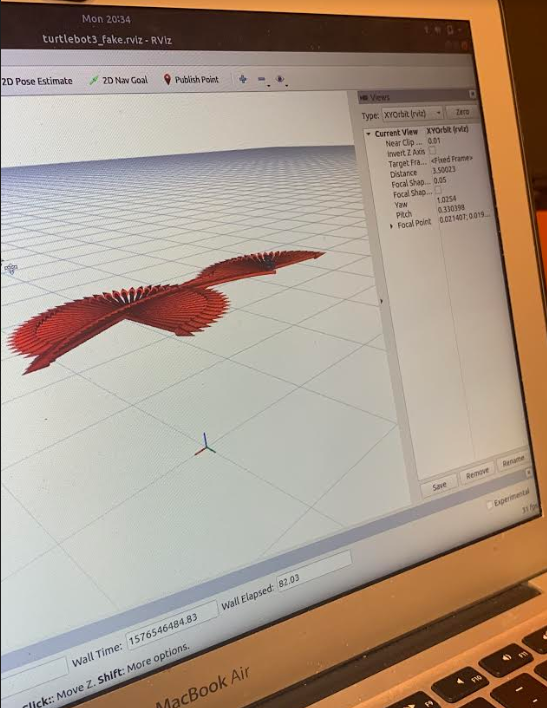 Mon 20:34
turtlebot3_fake.rviz - RViz
2D Pose Estimate 2D Nav Goal Publish Point
Views
Type: XYOrbit (rviz) Zero
Current View XYOrbit (rviz)
Near Clip ... 0.01
Invert Z Axis
Target Fra... <Fixed Frame>
Distance 3.50023
Focal Shap... 0.05
Focal Shap...
Yaw 1.0254
Pitch 0.330398
Focal Point 0.021407; 0.019...
Save Remove Rename
Experimental
31 fps
Wall Time: 1576546484.83 Wall Elapsed: 82.03
Click:: Move Z. Shift: More options.
MacBook Air
F10 F11 F12